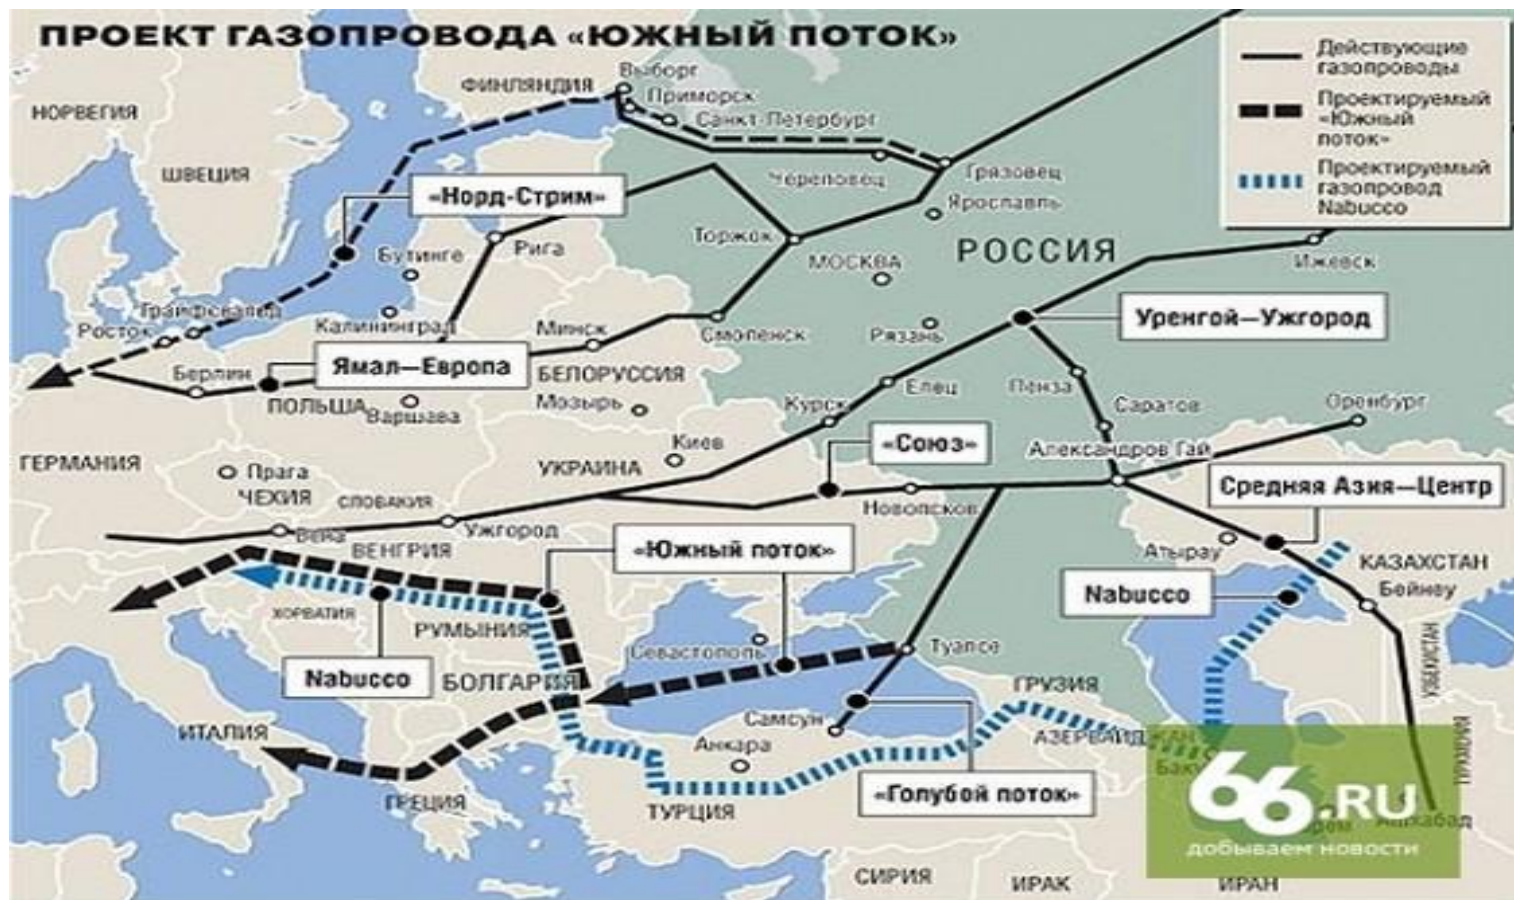 ПРОЕКТ ГАЗОПРОВОДА «ЮЖНЫЙ ПОТОК»
Действующие
газопроводы
Проектируемый
«Южный
поток»
Проектируемый
газопровод
Nabucco
НОРВЕГИЯ
ФИНЛЯНДИЯ
Выборг
Приморск
Санкт-Петербург
ШВЕЦИЯ
Череповец
Грязовец
«Норд-Стрим»
Ярославль
Бутинге
Рига
Торжок
МОСКВА
РОССИЯ
Ижевск
Грайфсвальд
Росток
Калининград
Минск
Смоленск
Рязань
Уренгой—Ужгород
Берлин
Ямал—Европа
БЕЛОРУССИЯ
Елец
Пенза
ПОЛЬША
Варшава
Мозырь
Курск
Саратов
Оренбург
Киев
«Союз»
Александров Гай
ГЕРМАНИЯ
Прага
ЧЕХИЯ
УКРАИНА
СЛОВАКИЯ
Новопсков
Средняя Азия—Центр
Вена
ВЕНГРИЯ
Ужгород
«Южный поток»
Атырау
КАЗАХСТАН
Бейнеу
Nabucco
ХОРВАТИЯ
РУМЫНИЯ
Севастополь
Туапсе
УЗБЕКИСТАН
Nabucco
БОЛГАРИЯ
ГРУЗИЯ
ИТАЛИЯ
Самсун
Анкара
АЗЕРБАЙДЖАН
Баку
ГРЕЦИЯ
ТУРЦИЯ
«Голубой поток»
66.RU
Ашхабад
добываем новости
СИРИЯ
ИРАК
ИРАН